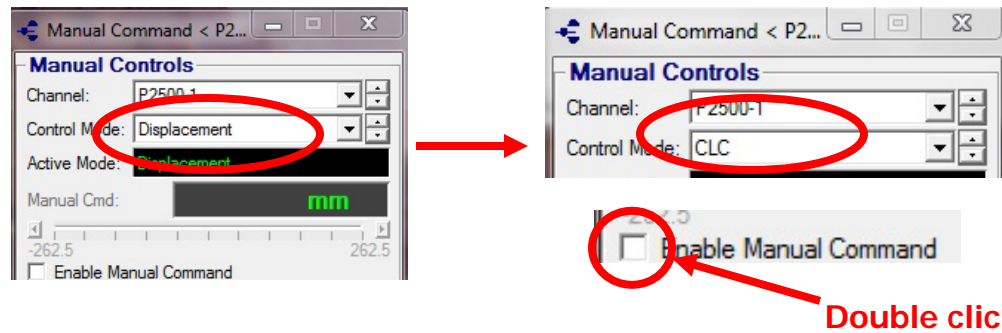 Manual Command < P2...
Manual Controls
Channel: P2500-1
Control Mode: Displacement
Active Mode: Displacement
Manual Cmd: mm
-262.5 262.5
Enable Manual Command
Manual Command < P2...
Manual Controls
Channel: P2500-1
Control Mode: CLC
-262.5
Enable Manual Command
Double clic